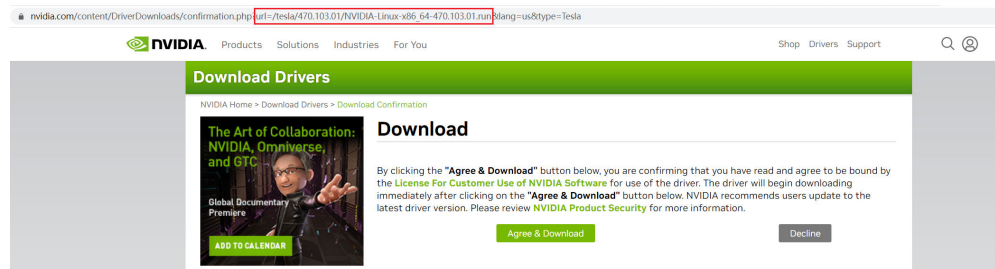 nvidia.com/content/DriverDownloads/confirmation.php?url=/tesla/470.103.01/NVIDIA-Linux-x86_64-470.103.01.run&lang=us&type=Tesla
NVIDIA. Products Solutions Industries For You Shop Drivers Support
Download Drivers
NVIDIA Home > Download Drivers > Download Confirmation
The Art of Collaboration:
NVIDIA, Omniverse,
and GTC
Global Documentary
Premiere
ADD TO CALENDAR
Download
By clicking the "Agree & Download" button below, you are confirming that you have read and agree to be bound by
the License For Customer Use of NVIDIA Software for use of the driver. The driver will begin downloading
immediately after clicking on the "Agree & Download" button below. NVIDIA recommends users update to the
latest driver version. Please review NVIDIA Product Security for more information.
Agree & Download Decline